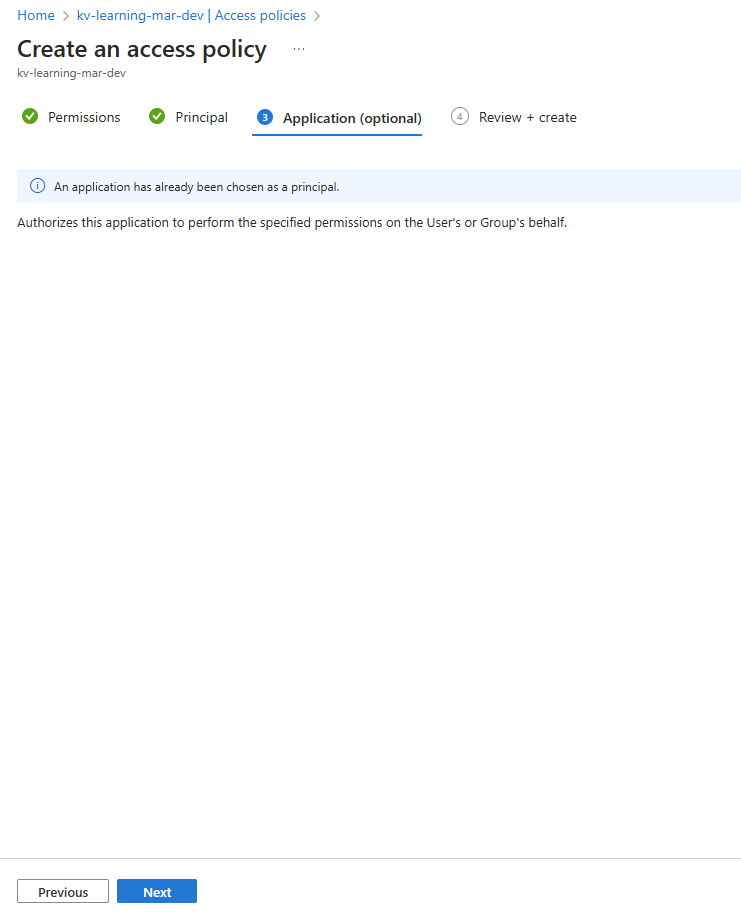 Home > kv-learning-mar-dev | Access policies >
Create an access policy ...
kv-learning-mar-dev
Permissions Principal 3 Application (optional) 4 Review + create
An application has already been chosen as a principal.
Authorizes this application to perform the specified permissions on the User's or Group's behalf.
Previous Next